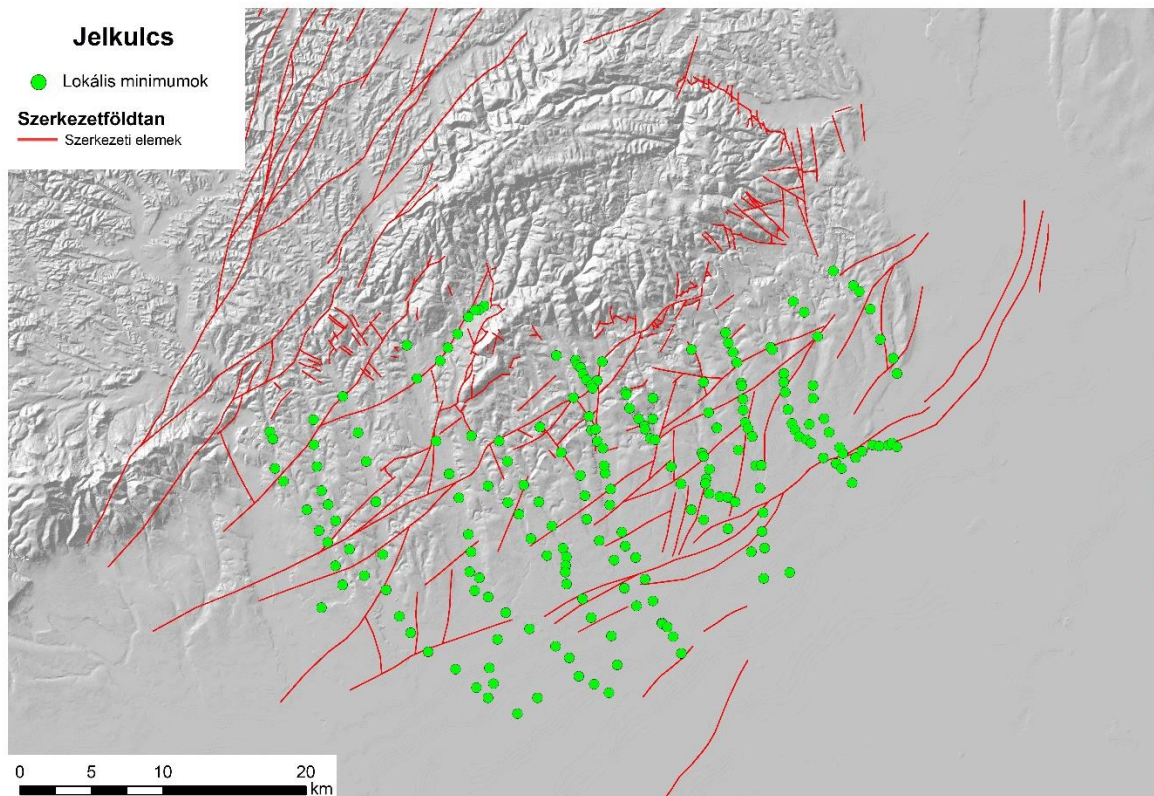 Jelkulcs
Lokális minimumok
Szerkezetföldtan
Szerkezeti elemek
0 5 10 20
km